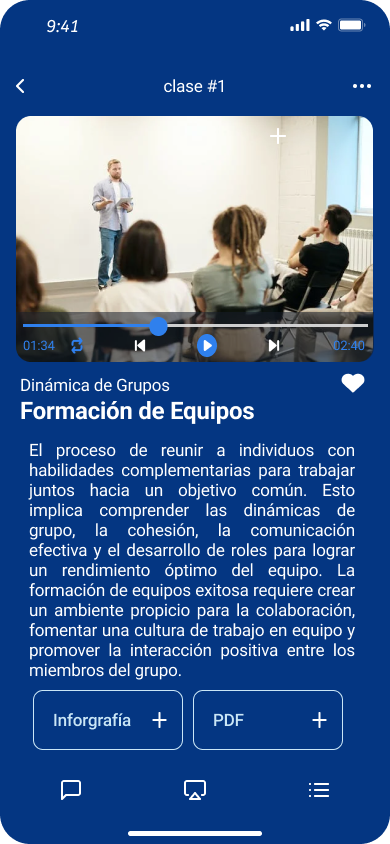 9:41
clase #1
01:34
02:40
Dinámica de Grupos
Formación de Equipos
El proceso de reunir a individuos con
habilidades complementarias para trabajar
juntos hacia un objetivo común. Esto
implica comprender las dinámicas de
grupo, la cohesión, la comunicación
efectiva y el desarrollo de roles para lograr
un rendimiento óptimo del equipo. La
formación de equipos exitosa requiere crear
un ambiente propicio para la colaboración,
fomentar una cultura de trabajo en equipo y
promover la interacción positiva entre los
miembros del grupo.
Inforgrafía
PDF